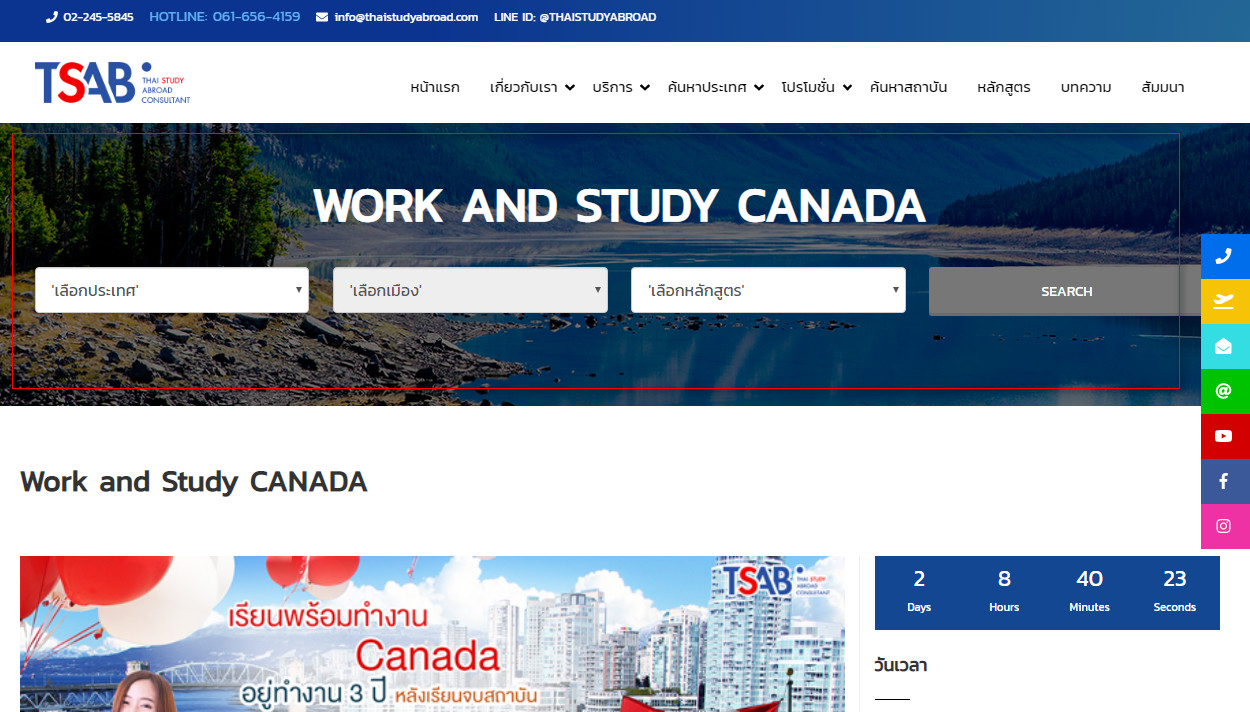 02-245-5845 HOTLINE: 061-656-4159 info@thaistudyabroad.com LINE ID: @THAISTUDYABROAD
TSAB
THAI STUDY
ABROAD
CONSULTANT
หน้าแรก เกี่ยวกับเรา บริการ ค้นหาประเทศ โปรโมชั่น ค้นหาสถาบัน หลักสูตร บทความ สัมมนา
WORK AND STUDY CANADA
'เลือกประเทศ' 'เลือกเมือง' 'เลือกหลักสูตร' SEARCH
Work and Study CANADA
TSAB
THAI STUDY
ABROAD
CONSULTANT
เรียนพร้อมทำงาน
Canada
อยู่ทำงาน 3 ปี หลังเรียนจบสถาบัน
2 8 40 23
Days Hours Minutes Seconds
วันเวลา